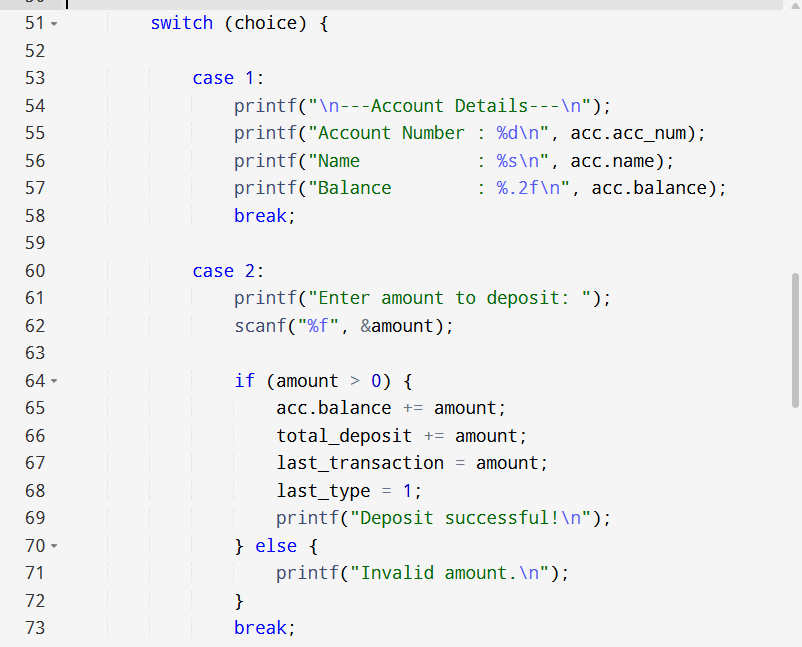 51 switch (choice) {
52
53 case 1:
54 printf("\n---Account Details---\n");
55 printf("Account Number : %d\n", acc.acc_num);
56 printf("Name           : %s\n", acc.name);
57 printf("Balance        : %.2f\n", acc.balance);
58 break;
59
60 case 2:
61 printf("Enter amount to deposit: ");
62 scanf("%f", &amount);
63
64 if (amount > 0) {
65 acc.balance += amount;
66 total_deposit += amount;
67 last_transaction = amount;
68 last_type = 1;
69 printf("Deposit successful!\n");
70 } else {
71 printf("Invalid amount.\n");
72 }
73 break;